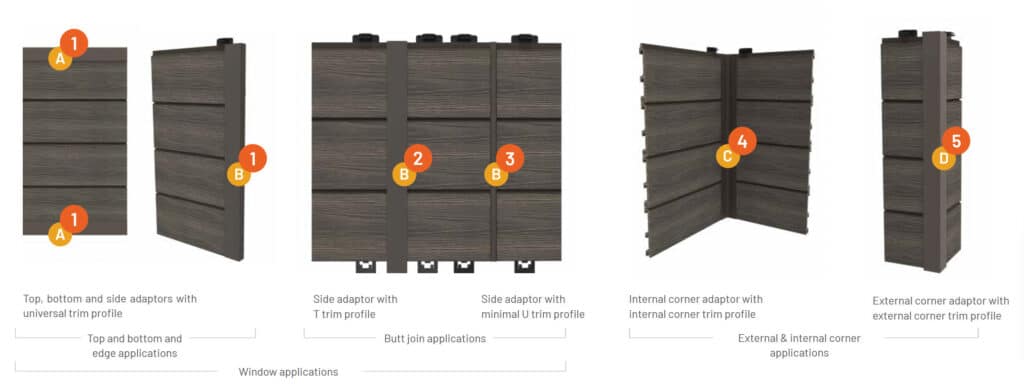 1
A
1
B
1
A
2
B
3
B
4
C
5
D
Top, bottom and side adaptors with
universal trim profile
Side adaptor with
T trim profile
Side adaptor with
minimal U trim profile
Internal corner adaptor with
internal corner trim profile
External corner adaptor with
external corner trim profile
Top and bottom and
edge applications
Butt join applications
External & internal corner
applications
Window applications